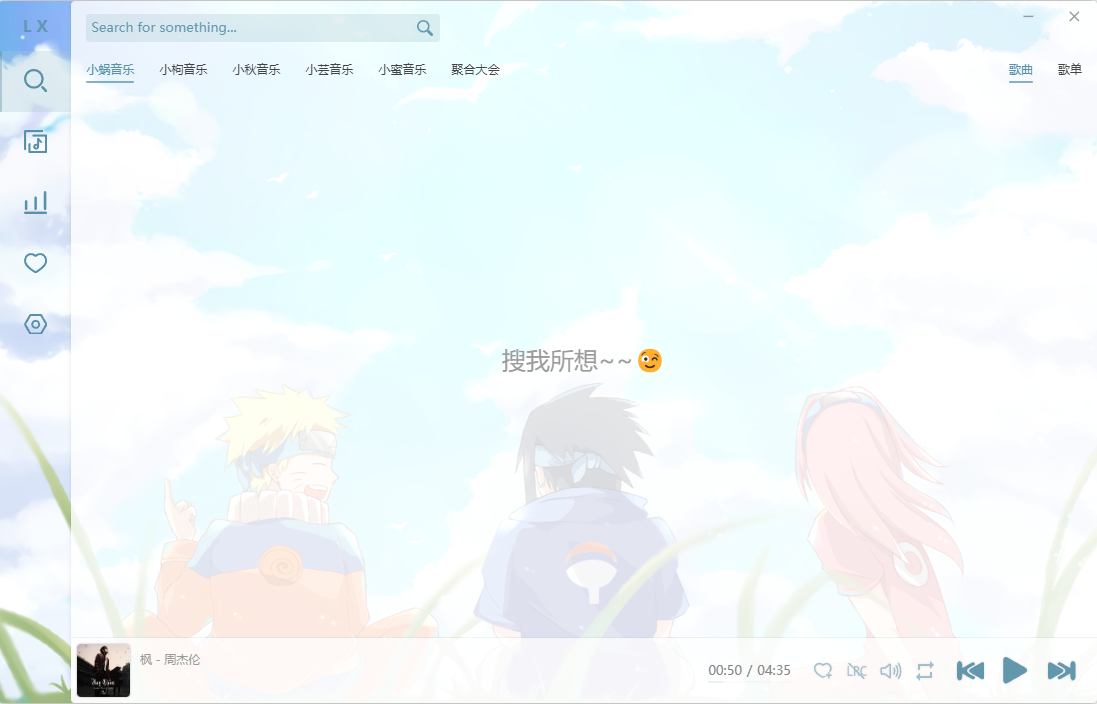 L X
Search for something...
小蜗音乐 小枸音乐 小秋音乐 小芸音乐 小蜜音乐 聚合大会 歌曲 歌单
搜我所想~~😉
枫 - 周杰伦
00:50 / 04:35
LRC